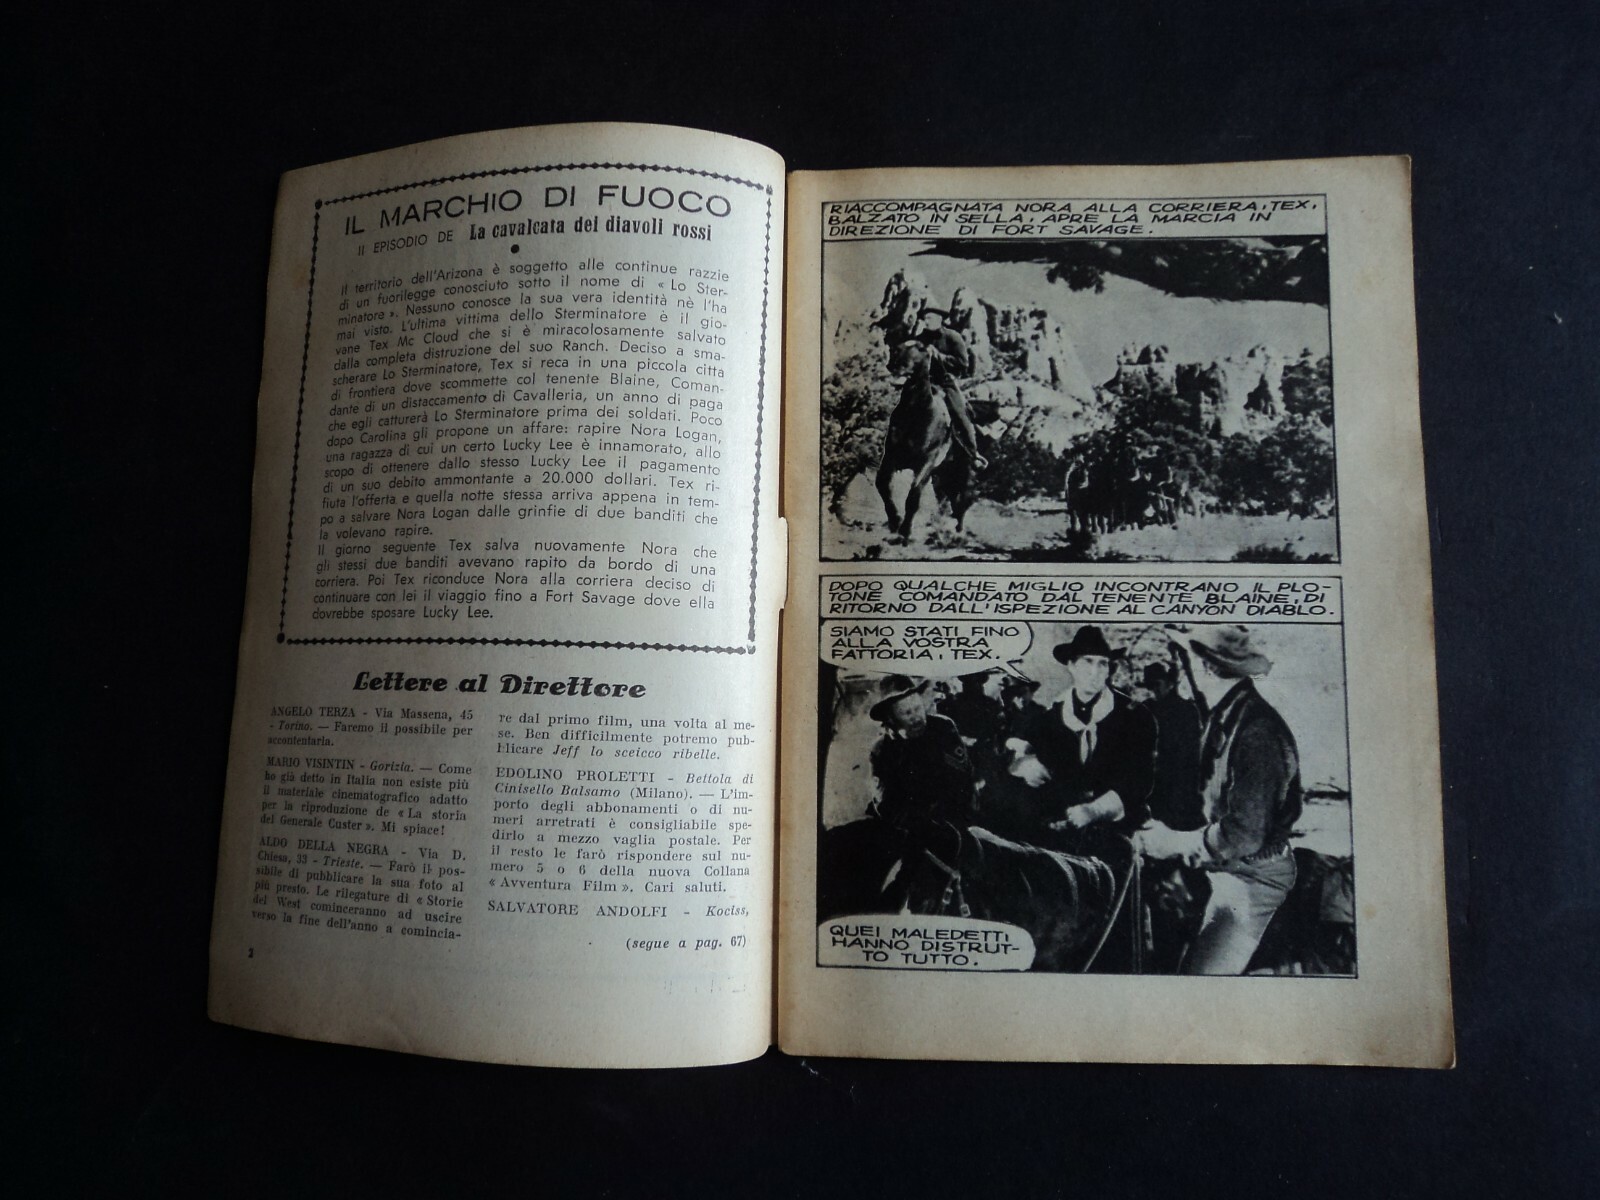 IL MARCHIO DI FUOCO
II EPISODIO DE La cavalcata dei diavoli rossi
Il territorio dell'Arizona è soggetto alle continue razzie
di un fuorilegge conosciuto sotto il nome di « Lo Ster-
minatore ». Nessuno conosce la sua vera identità nè l'ha
mai visto. L'ultima vittima dello Sterminatore è il gio-
vane Tex Mc Cloud che si è miracolosamente salvato
dalla completa distruzione del suo Ranch. Deciso a sma-
scherare Lo Sterminatore, Tex si reca in una piccola citta
di frontiera dove scommette col tenente Blaine, Coman-
dante di un distaccamento di Cavalleria, un anno di paga
che egli catturerà Lo Sterminatore prima dei soldati. Poco
dopo Carolina gli propone un affare: rapire Nora Logan,
una ragazza di cui un certo Lucky Lee è innamorato, allo
scopo di ottenere dallo stesso Lucky Lee il pagamento
di un suo debito ammontante a 20.000 dollari. Tex ri-
fiuta l'offerta e quella notte stessa arriva appena in tem-
po a salvare Nora Logan dalle grinfie di due banditi che
la volevano rapire.
Il giorno seguente Tex salva nuovamente Nora che
gli stessi due banditi avevano rapito da bordo di una
corriera. Poi Tex riconduce Nora alla corriera deciso di
continuare con lei il viaggio fino a Fort Savage dove ella
dovrebbe sposare Lucky Lee.
Lettere al Direttore
ANGELO TERZA - Via Massena, 45
- Torino. — Faremo il possibile per
accontentarla.
MARIO VISINTIN - Gorizia. — Come
ho già detto in Italia non esiste più
il materiale cinematografico adatto
per la riproduzione de « La storia
del Generale Custer ». Mi spiace!
ALDO DELLA NEGRA - Via D.
Chiesa, 33 - Trieste. — Farò il pos-
sibile di pubblicare la sua foto al
più presto. Le rilegature di « Storie
del West cominceranno ad uscire
verso la fine dell'anno a comincia-
2
re dal primo film, una volta al me-
se. Ben difficilmente potremo pub-
blicare Jeff lo sceicco ribelle.
EDOLINO PROLETTI - Bettola di
Cinisello Balsamo (Milano). — L'im-
porto degli abbonamenti o di nu-
meri arretrati è consigliabile spe-
dirlo a mezzo vaglia postale. Per
il resto le farò rispondere sul nu-
mero 5 o 6 della nuova Collana
« Avventura Film ». Cari saluti.
SALVATORE ANDOLFI - Kociss,
(segue a pag. 67)
RIACCOMPAGNATA NORA ALLA CORRIERA, TEX,
BALZATO IN SELLA, APRE LA MARCIA IN
DIREZIONE DI FORT SAVAGE.
DOPO QUALCHE MIGLIO INCONTRANO IL PLO-
TONE COMANDATO DAL TENENTE BLAINE, DI
RITORNO DALL'ISPEZIONE AL CANYON DIABLO.
SIAMO STATI FINO
ALLA VOSTRA
FATTORIA, TEX.
QUEI MALEDETTI
HANNO DISTRUT-
TO TUTTO.